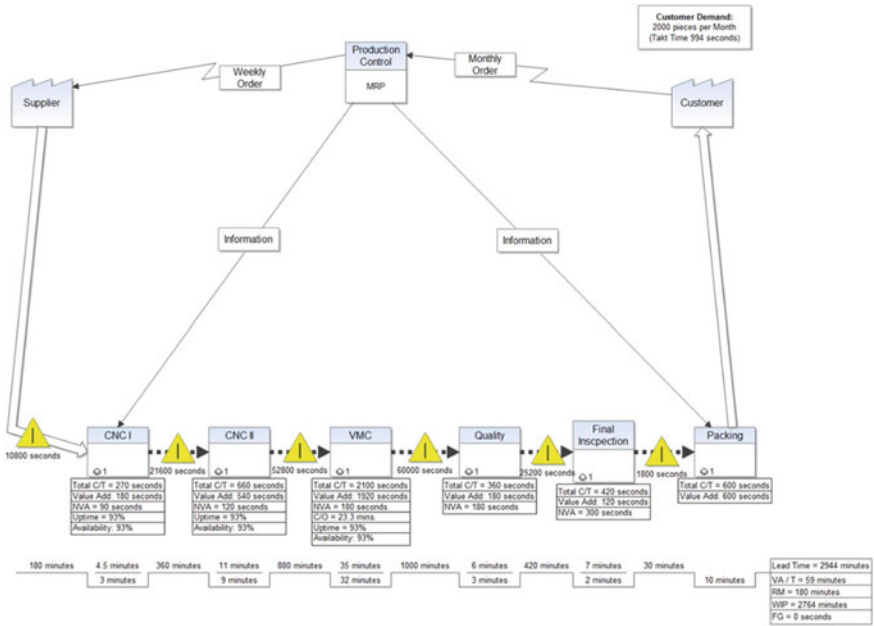 Customer Demand:
2000 pieces per Month
(Takt Time 994 seconds)
Production
Control
MRP
Weekly
Order
Monthly
Order
Supplier
Customer
Information
Information
10800 seconds
CNC I
1
Total C/T = 270 seconds
Value Add: 180 seconds
NVA = 90 seconds
Uptime = 93%
Availability: 93%
21600 seconds
CNC II
1
Total C/T = 660 seconds
Value Add: 540 seconds
NVA = 120 seconds
Uptime = 93%
Availability: 93%
52800 seconds
VMC
1
Total C/T = 2100 seconds
Value Add: 1920 seconds
NVA = 180 seconds
C/O = 23.3 mins
Uptime = 93%
Availability: 93%
60000 seconds
Quality
1
Total C/T = 360 seconds
Value Add: 180 seconds
NVA = 180 seconds
25200 seconds
Final
Inscpection
1
Total C/T = 420 seconds
Value Add: 120 seconds
NVA = 300 seconds
1800 seconds
Packing
1
Total C/T = 600 seconds
Value Add: 600 seconds
180 minutes 4.5 minutes 360 minutes 11 minutes 880 minutes 35 minutes 1000 minutes 6 minutes 420 minutes 7 minutes 30 minutes
3 minutes 9 minutes 32 minutes 3 minutes 2 minutes 10 minutes
Lead Time = 2944 minutes
VA / T = 59 minutes
RM = 180 minutes
WIP = 2764 minutes
FG = 0 seconds